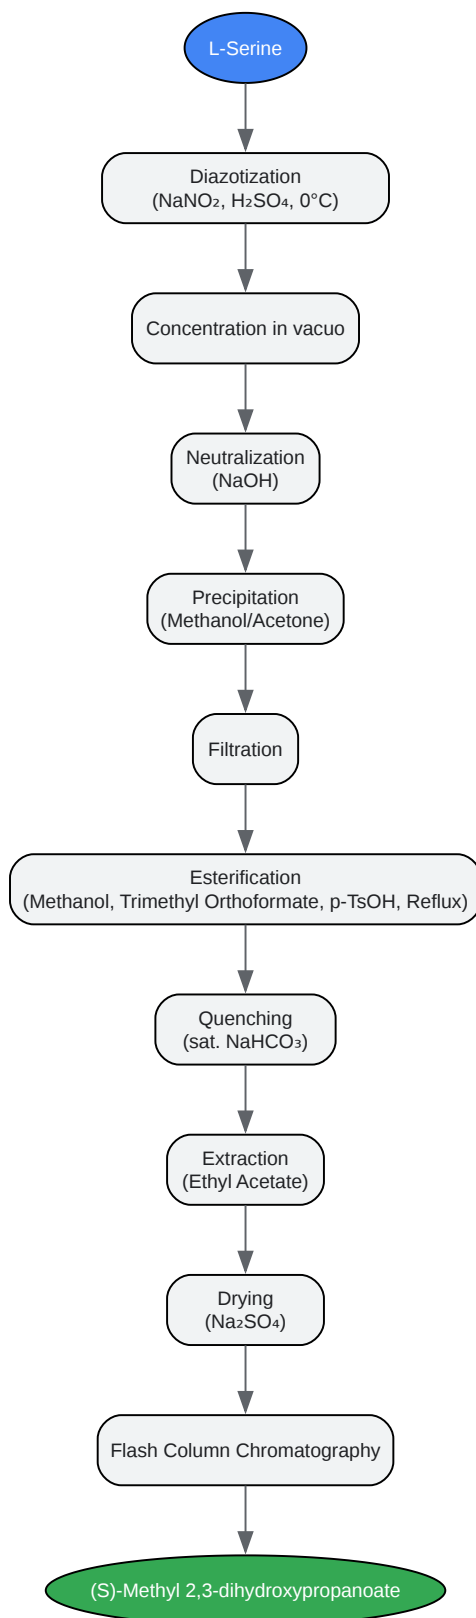 L-Serine
Diazotization
(NaNO₂, H₂SO₄, 0°C)
Concentration in vacuo
Neutralization
(NaOH)
Precipitation
(Methanol/Acetone)
Filtration
Esterification
(Methanol, Trimethyl Orthoformate, p-TsOH, Reflux)
Quenching
(sat. NaHCO₃)
Extraction
(Ethyl Acetate)
Drying
(Na₂SO₄)
Flash Column Chromatography
(S)-Methyl 2,3-dihydroxypropanoate